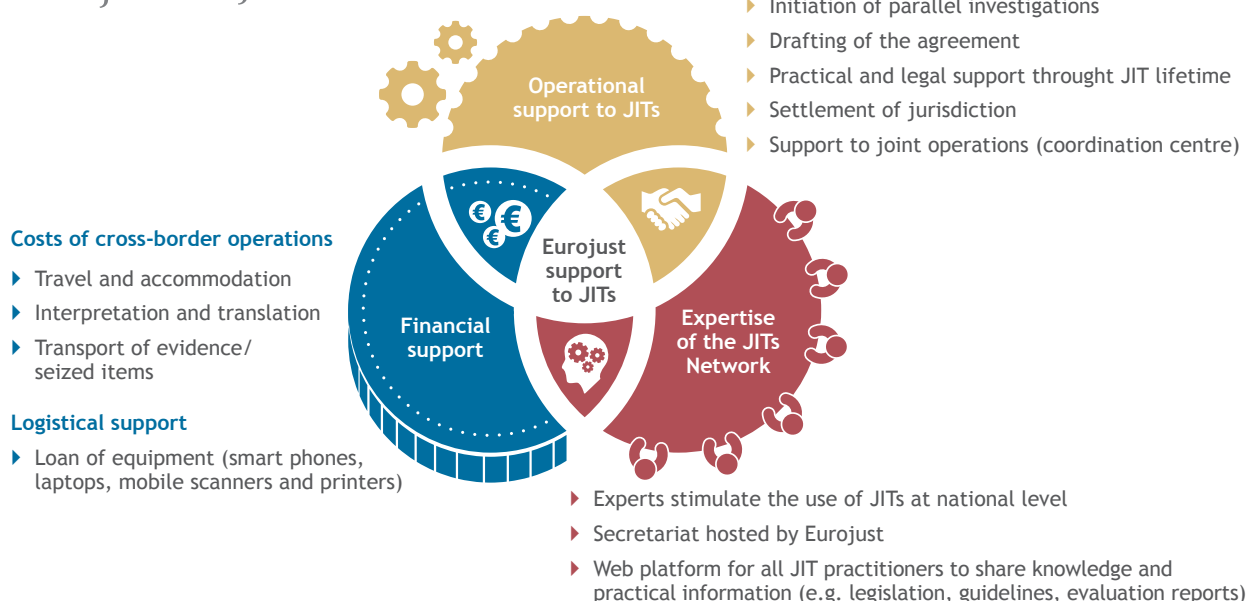 Initiation of parallel investigations
Drafting of the agreement
Practical and legal support throught JIT lifetime
Settlement of jurisdiction
Support to joint operations (coordination centre)
Operational
support to JITs
Eurojust
support
to JITs
Costs of cross-border operations
Travel and accommodation
Interpretation and translation
Transport of evidence/
seized items
Logistical support
Loan of equipment (smart phones,
laptops, mobile scanners and printers)
Financial
support
Expertise
of the JITs
Network
Experts stimulate the use of JITs at national level
Secretariat hosted by Eurojust
Web platform for all JIT practitioners to share knowledge and
practical information (e.g. legislation, guidelines, evaluation reports)